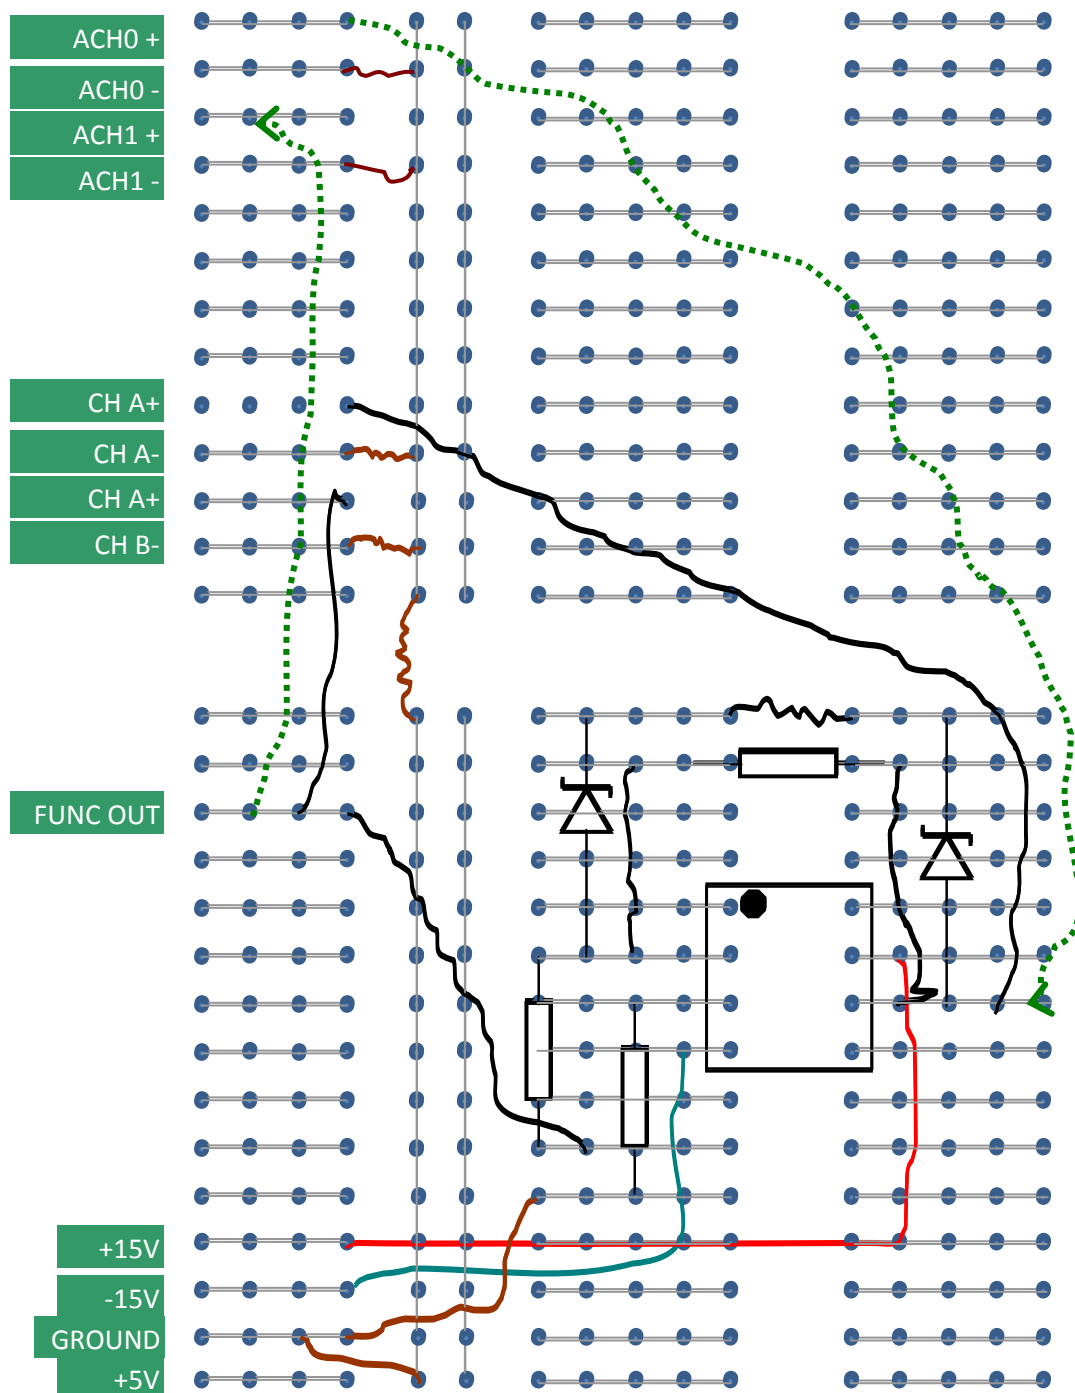 ACH0 +
ACH0 -
ACH1 +
ACH1 -
CH A+
CH A-
CH A+
CH B-
FUNC OUT
+15V
-15V
GROUND
+5V